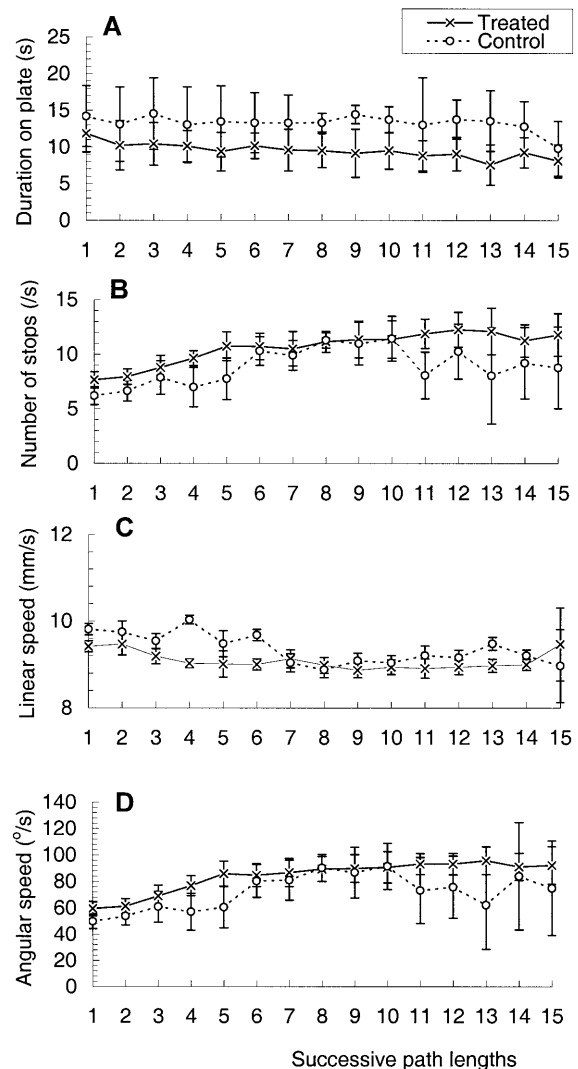 A
Treated
Control
Duration on plate (s)
25
20
15
10
5
0
1 2 3 4 5 6 7 8 9 10 11 12 13 14 15
B
Number of stops (/s)
15
10
5
0
1 2 3 4 5 6 7 8 9 10 11 12 13 14 15
C
Linear speed (mm/s)
12
10
8
1 2 3 4 5 6 7 8 9 10 11 12 13 14 15
D
Angular speed (°/s)
140
120
100
80
60
40
20
0
1 2 3 4 5 6 7 8 9 10 11 12 13 14 15
Successive path lengths